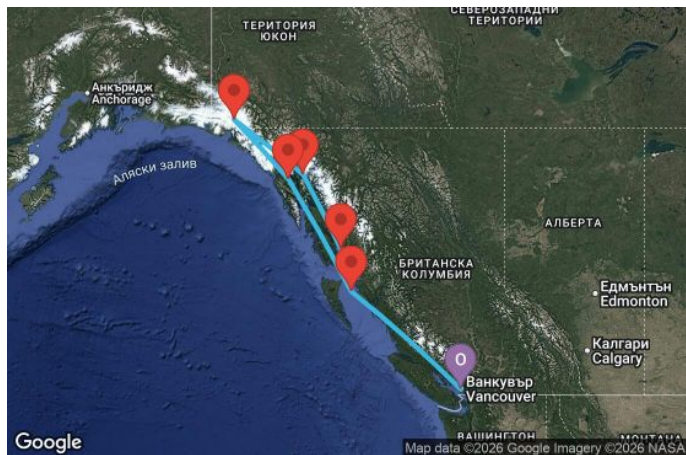 СЕВЕРОЗАПАДНИ
ТЕРИТОРИИ
ТЕРИТОРИЯ
ЮКОН
Анкъридж
Anchorage
Аляски залив
АЛБЕРТА
БРИТАНСКА
КОЛУМБИЯ
Едмънтън
Edmonton
Калгари
Calgary
O
Ванкувър
Vancouver
ВАШИНГТОН
МОНТАНА
Google
Map data ©2026 Google Imagery ©2026 NASA